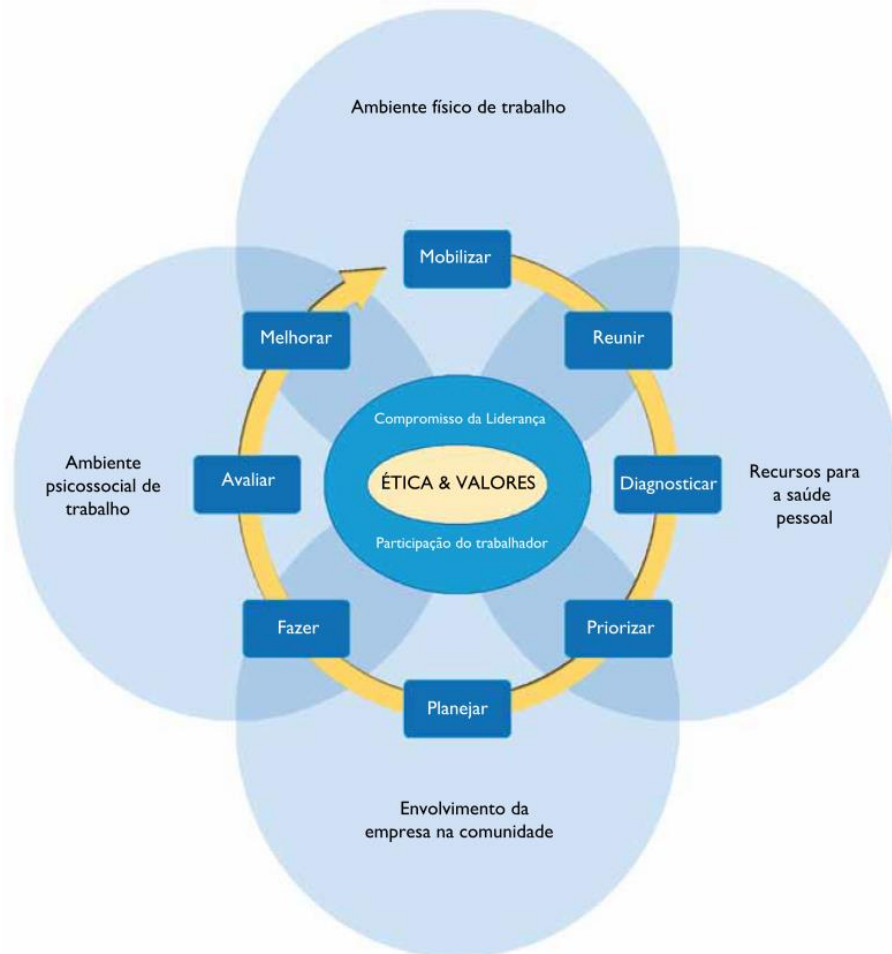 Ambiente físico de trabalho
Mobilizar
Melhorar
Reunir
Compromisso da Liderança
Ambiente
psicossocial de
trabalho
Avaliar
ÉTICA & VALORES
Diagnosticar
Recursos para
a saúde
pessoal
Participação do trabalhador
Fazer
Priorizar
Planejar
Envolvimento da
empresa na comunidade